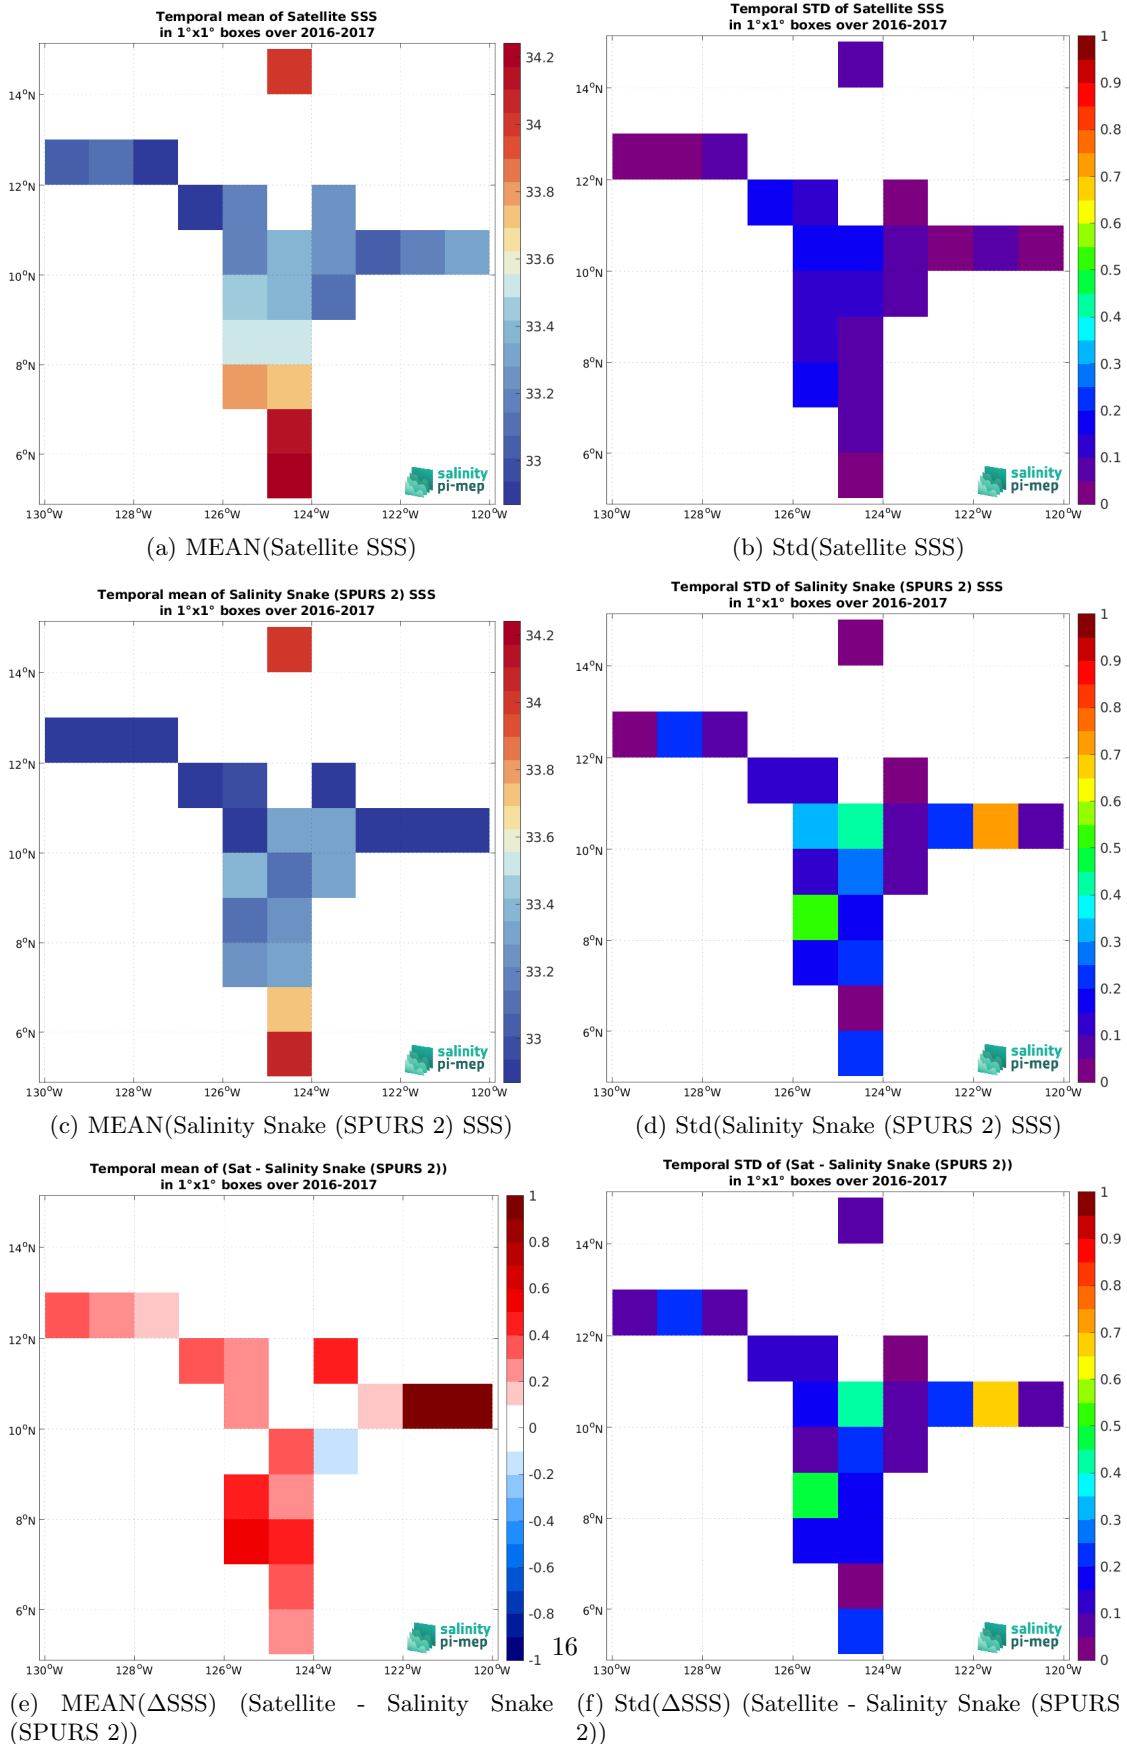 Temporal mean of Satellite SSS
in 1°x1° boxes over 2016-2017
14°N
12°N
10°N
8°N
6°N
130°W 128°W 126°W 124°W 122°W 120°W
34.2
34
33.8
33.6
33.4
33.2
33
salinity
pi-mep
(a) MEAN(Satellite SSS)
Temporal STD of Satellite SSS
in 1°x1° boxes over 2016-2017
14°N
12°N
10°N
8°N
6°N
130°W 128°W 126°W 124°W 122°W 120°W
1
0.9
0.8
0.7
0.6
0.5
0.4
0.3
0.2
0.1
0
salinity
pi-mep
(b) Std(Satellite SSS)
Temporal mean of Salinity Snake (SPURS 2) SSS
in 1°x1° boxes over 2016-2017
14°N
12°N
10°N
8°N
6°N
130°W 128°W 126°W 124°W 122°W 120°W
34.2
34
33.8
33.6
33.4
33.2
33
salinity
pi-mep
(c) MEAN(Salinity Snake (SPURS 2) SSS)
Temporal STD of Salinity Snake (SPURS 2) SSS
in 1°x1° boxes over 2016-2017
14°N
12°N
10°N
8°N
6°N
130°W 128°W 126°W 124°W 122°W 120°W
1
0.9
0.8
0.7
0.6
0.5
0.4
0.3
0.2
0.1
0
salinity
pi-mep
(d) Std(Salinity Snake (SPURS 2) SSS)
Temporal mean of (Sat - Salinity Snake (SPURS 2))
in 1°x1° boxes over 2016-2017
14°N
12°N
10°N
8°N
6°N
130°W 128°W 126°W 124°W 122°W 120°W
1
0.8
0.6
0.4
0.2
0
-0.2
-0.4
-0.6
-0.8
-1
salinity
pi-mep
(e) MEAN(ΔSSS) (Satellite - Salinity Snake
(SPURS 2))
Temporal STD of (Sat - Salinity Snake (SPURS 2))
in 1°x1° boxes over 2016-2017
14°N
12°N
10°N
8°N
6°N
130°W 128°W 126°W 124°W 122°W 120°W
1
0.9
0.8
0.7
0.6
0.5
0.4
0.3
0.2
0.1
0
salinity
pi-mep
(f) Std(ΔSSS) (Satellite - Salinity Snake (SPURS
2))
16